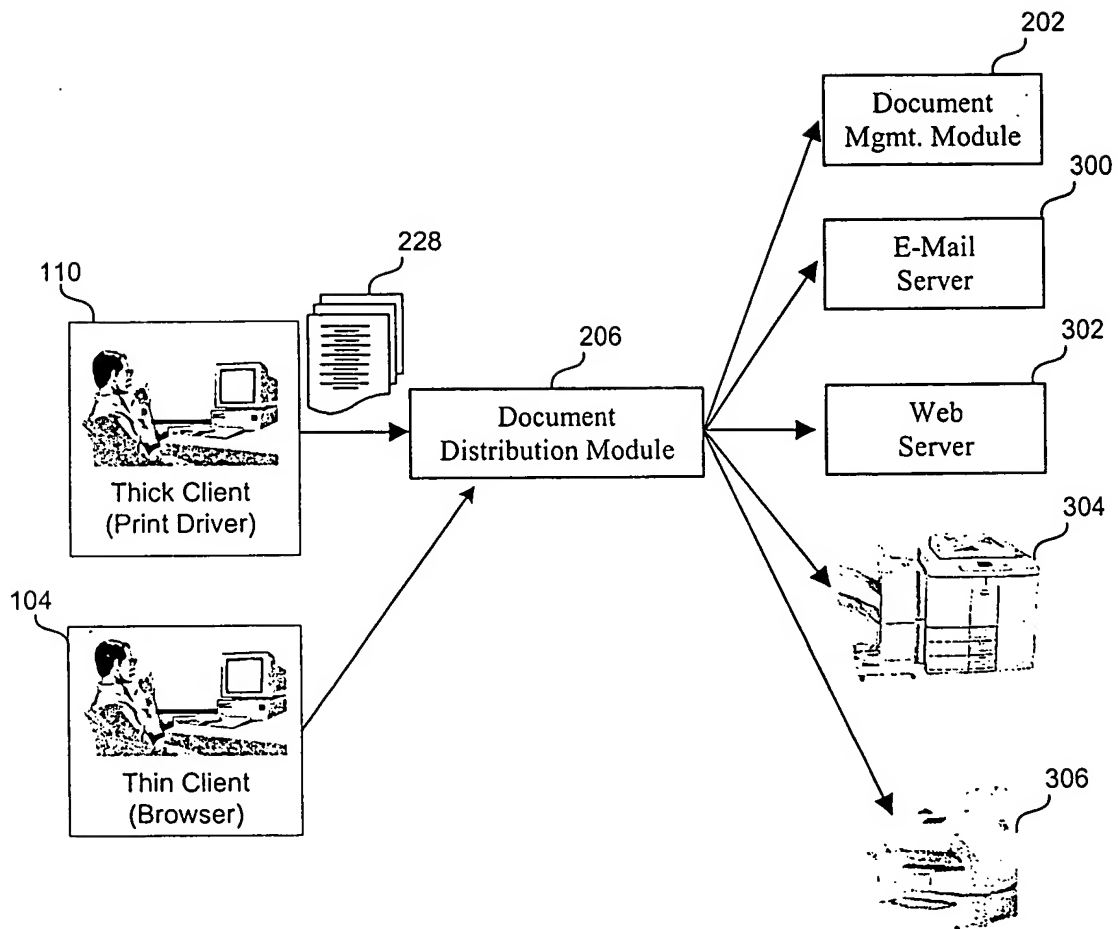 202
Document
Mgmt. Module
300
E-Mail
Server
228
110
206
302
Document
Distribution Module
Web
Server
Thick Client
(Print Driver)
304
104
Thin Client
(Browser)
306